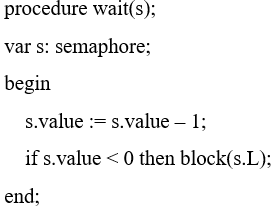 procedure wait(s);
var s: semaphore;
begin
s.value := s.value – 1;
if s.value < 0 then block(s.L);
end;